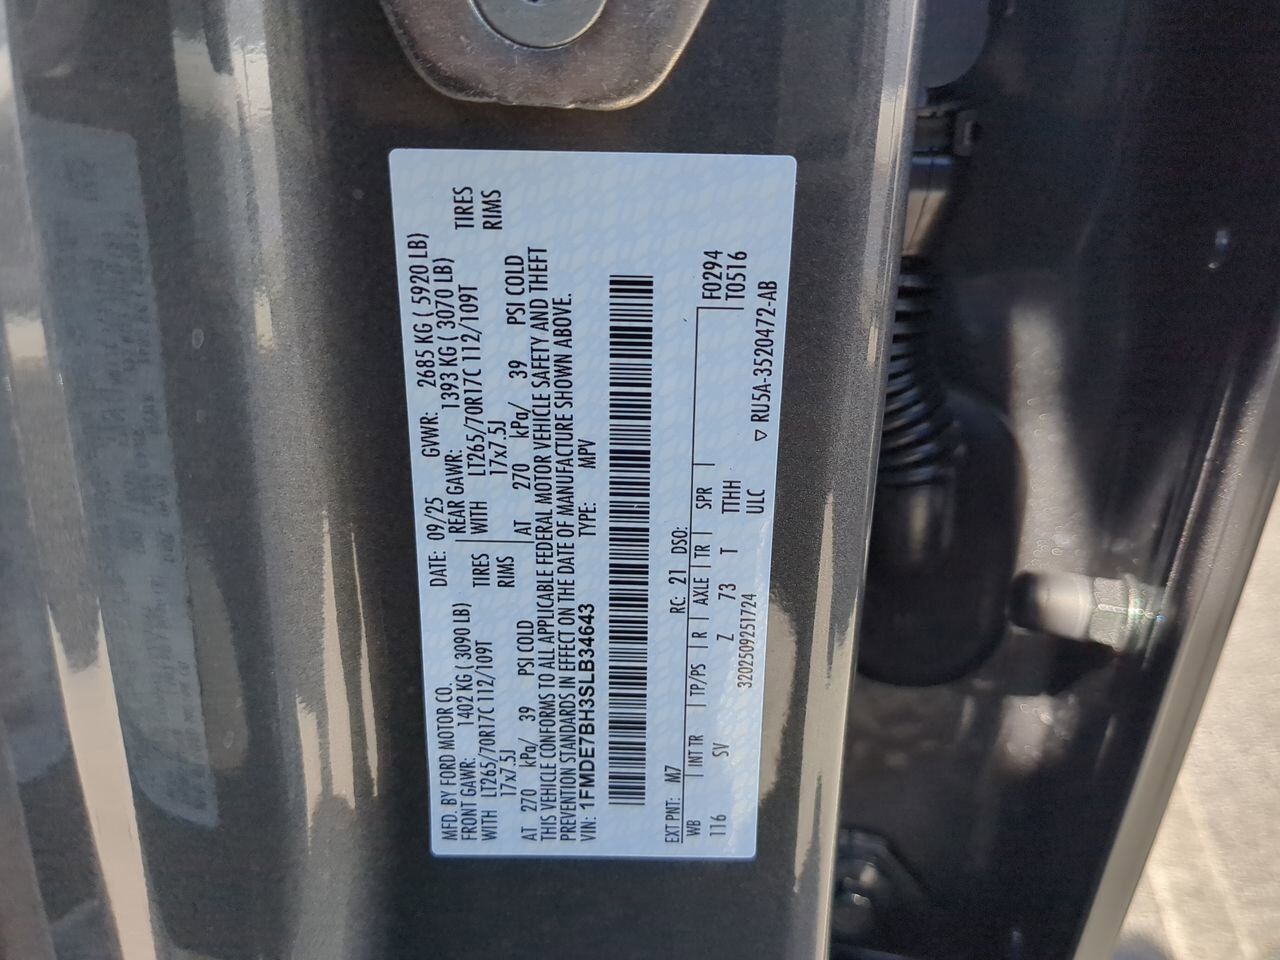 MFD. BY FORD MOTOR CO. DATE: 09/25 GVWR: 2685 KG ( 5920 LB)
FRONT GAWR: 1402 KG ( 3090 LB) REAR GAWR: 1393 KG ( 3070 LB)
WITH LT265/70R17C 112/109T TIRES WITH LT265/70R17C 112/109T TIRES
17x7.5J RIMS 17x7.5J RIMS
AT 270 kPa/ 39 PSI COLD AT 270 kPa/ 39 PSI COLD
THIS VEHICLE CONFORMS TO ALL APPLICABLE FEDERAL MOTOR VEHICLE SAFETY AND THEFT
PREVENTION STANDARDS IN EFFECT ON THE DATE OF MANUFACTURE SHOWN ABOVE.
VIN: 1FMDE7BH3SLB34643 TYPE: MPV
EXT PNT: M7 RC: 21 DSO: F0294
WB INT TR TP/PS R AXLE TR SPR T0516
116 SV Z 73 T TTHH
3202509251724 ULC ▽ RU5A-3520472-AB